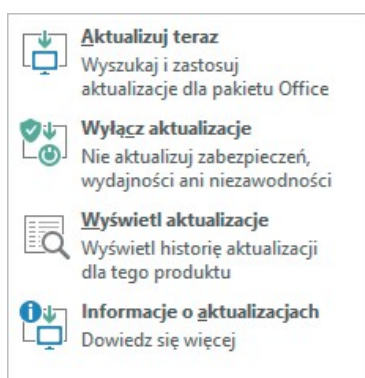 Aktualizuj teraz
Wyszukaj i zastosuj
aktualizacje dla pakietu Office
Wyłącz aktualizacje
Nie aktualizuj zabezpieczeń,
wydajności ani niezawodności
Wyświetl aktualizacje
Wyświetl historię aktualizacji
dla tego produktu
Informacje o aktualizacjach
Dowiedz się więcej